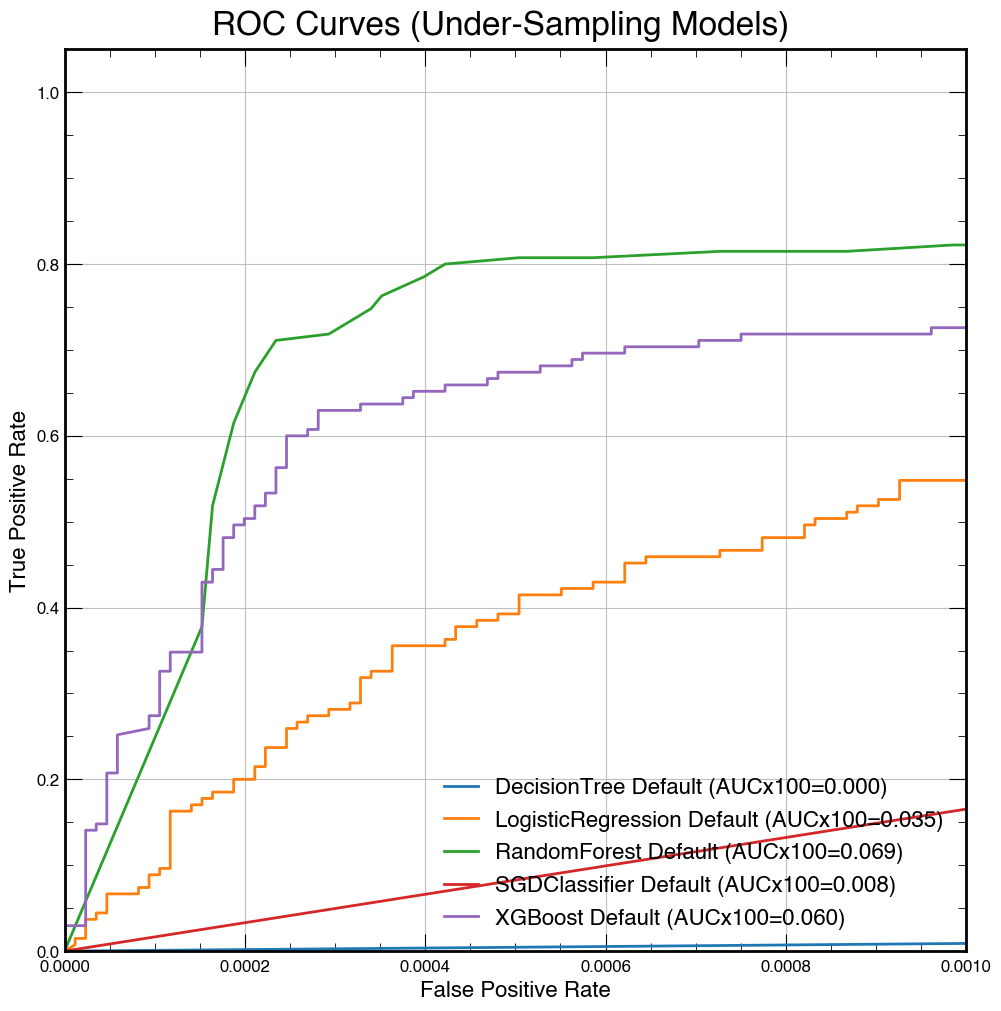 ROC Curves (Under-Sampling Models)
True Positive Rate
1.0
0.8
0.6
0.4
0.2
0.0
DecisionTree Default (AUCx100=0.000)
LogisticRegression Default (AUCx100=0.035)
RandomForest Default (AUCx100=0.069)
SGDClassifier Default (AUCx100=0.008)
XGBoost Default (AUCx100=0.060)
0.0000 0.0002 0.0004 0.0006 0.0008 0.0010
False Positive Rate